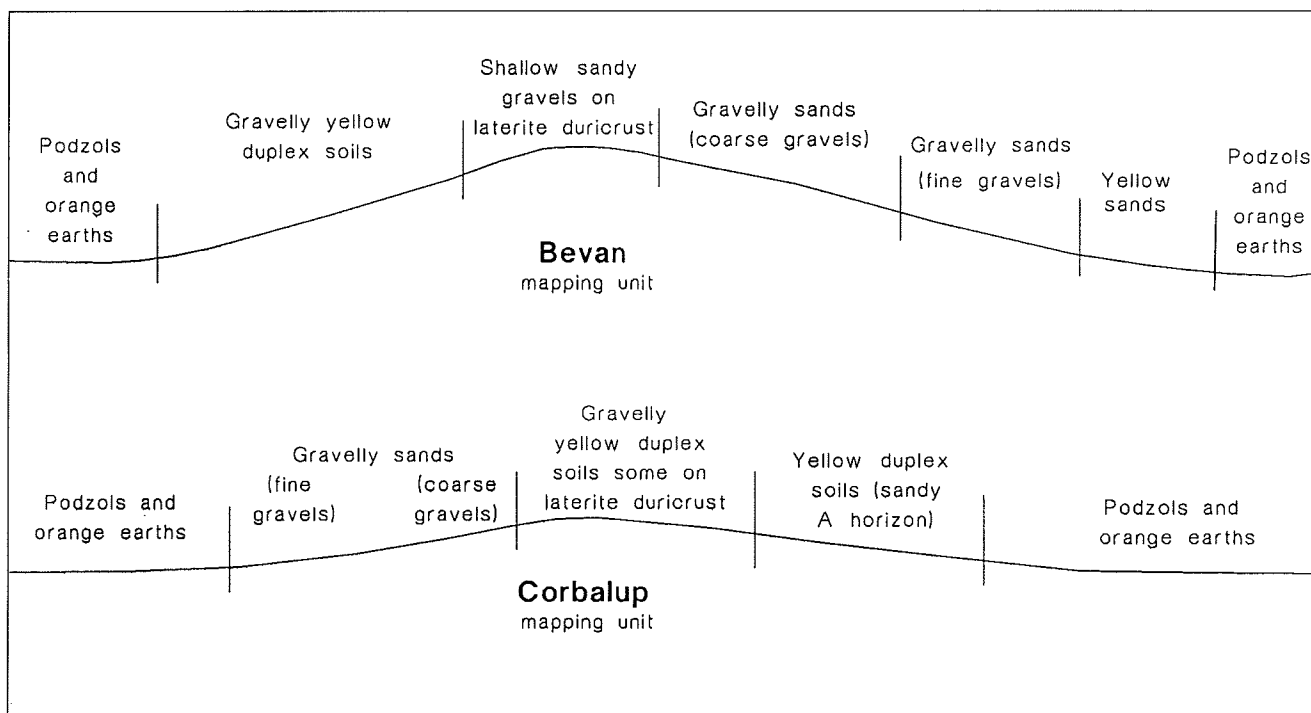 Podzols
and
orange
earths
Gravelly yellow
duplex soils
Shallow sandy
gravels on
laterite duricrust
Gravelly sands
(coarse gravels)
Gravelly sands
(fine gravels)
Yellow
sands
Podzols
and
orange
earths
Bevan
mapping unit
Podzols and
orange earths
Gravelly sands
(fine
gravels)
(coarse
gravels)
Gravelly
yellow duplex
soils some on
laterite duricrust
Yellow duplex
soils (sandy
A horizon)
Podzols and
orange earths
Corbalup
mapping unit